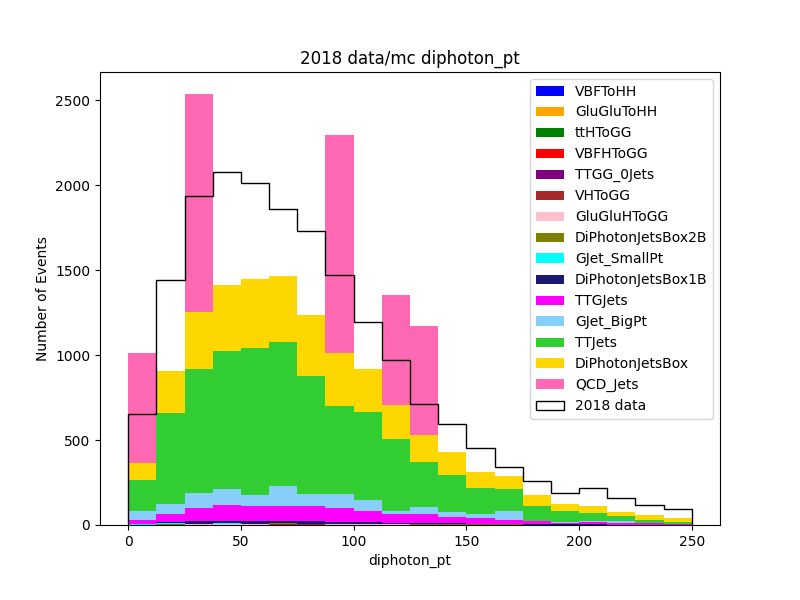 2018 data/mc diphoton_pt
Number of Events
2500
2000
1500
1000
500
0
0
50
100
150
200
250
diphoton_pt
VBFToHH
GluGluToHH
ttHToGG
VBFHToGG
TTGG_0Jets
VHToGG
GluGluHToGG
DiPhotonJetsBox2B
GJet_SmallPt
DiPhotonJetsBox1B
TTGJets
GJet_BigPt
TTJets
DiPhotonJetsBox
QCD_Jets
2018 data